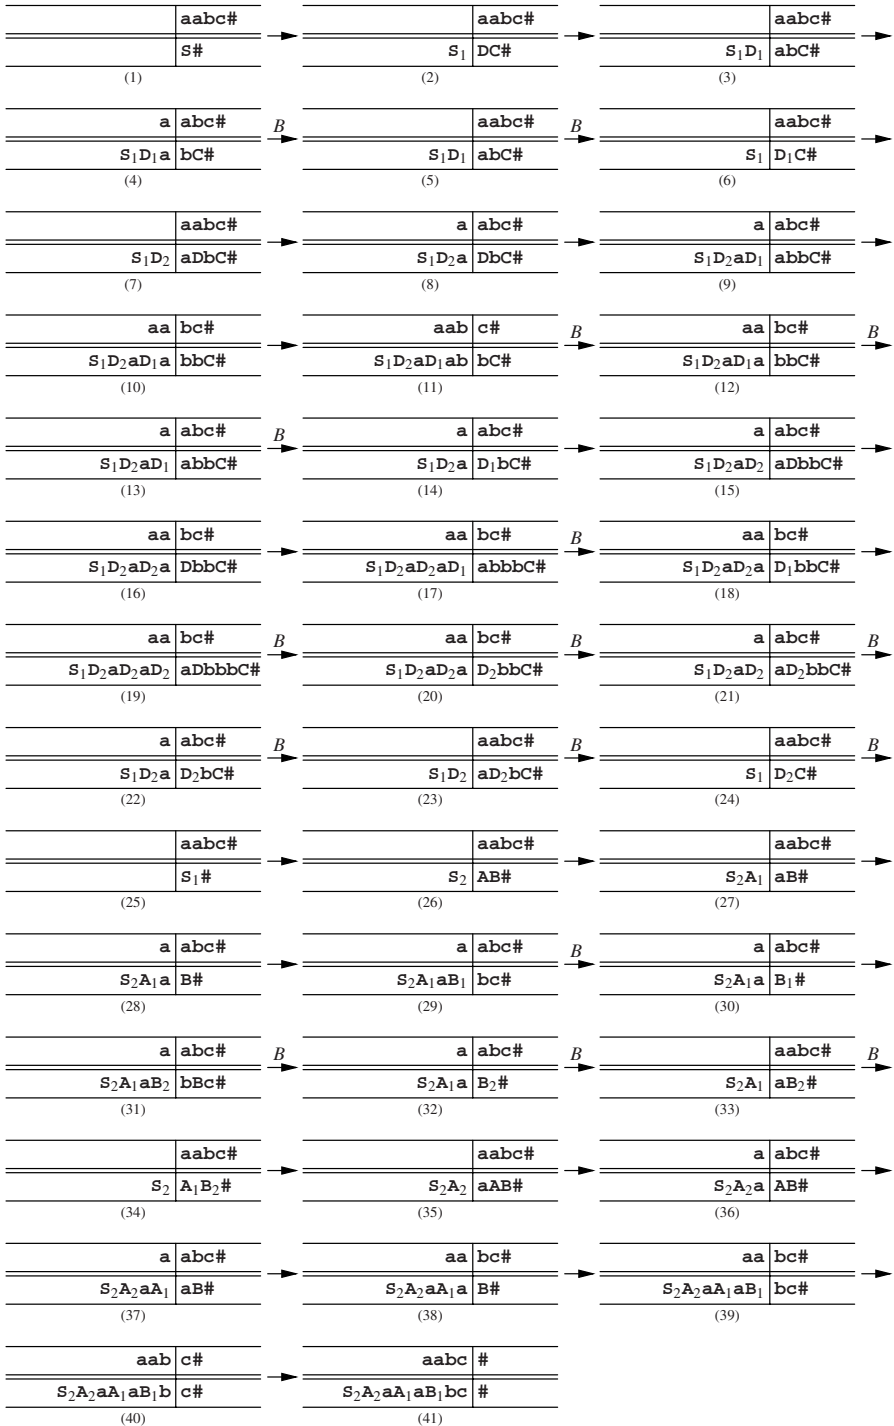 aabc# aabc# aabc#
S# S₁ DC# S₁D₁ abC#
(1) (2) (3)
a abc# B aabc# B aabc#
S₁D₁a bC# S₁D₁ abC# S₁ D₁C#
(4) (5) (6)
aabc# a abc# a abc#
S₁D₂ aDbC# S₁D₂a DbC# S₁D₂aD₁ abbC#
(7) (8) (9)
aa bc# aab c# B aa bc# B
S₁D₂aD₁a bbC# S₁D₂aD₁ab bC# S₁D₂aD₁a bbC#
(10) (11) (12)
a abc# B a abc# a abc#
S₁D₂aD₁ abbC# S₁D₂a D₁bC# S₁D₂aD₂ aDbbC#
(13) (14) (15)
aa bc# aa bc# B aa bc#
S₁D₂aD₂a DbbC# S₁D₂aD₂aD₁ abbbC# S₁D₂aD₂a D₁bbC#
(16) (17) (18)
aa bc# B aa bc# B a abc# B
S₁D₂aD₂aD₂ aDbbbC# S₁D₂aD₂a D₂bbC# S₁D₂aD₂ aD₂bbC#
(19) (20) (21)
a abc# B aabc# B aabc# B
S₁D₂a D₂bC# S₁D₂ aD₂bC# S₁ D₂C#
(22) (23) (24)
aabc# aabc# aabc#
S₁# S₂ AB# S₂A₁ aB#
(25) (26) (27)
a abc# a abc# B a abc#
S₂A₁a B# S₂A₁aB₁ bc# S₂A₁a B₁#
(28) (29) (30)
a abc# B a abc# B aabc# B
S₂A₁aB₂ bBc# S₂A₁a B₂# S₂A₁ aB₂#
(31) (32) (33)
aabc# aabc# a abc#
S₂ A₁B₂# S₂A₂ aAB# S₂A₂a AB#
(34) (35) (36)
a abc# aa bc# aa bc#
S₂A₂aA₁ aB# S₂A₂aA₁a B# S₂A₂aA₁aB₁ bc#
(37) (38) (39)
aab c# aabc #
S₂A₂aA₁aB₁b c# S₂A₂aA₁aB₁bc #
(40) (41)